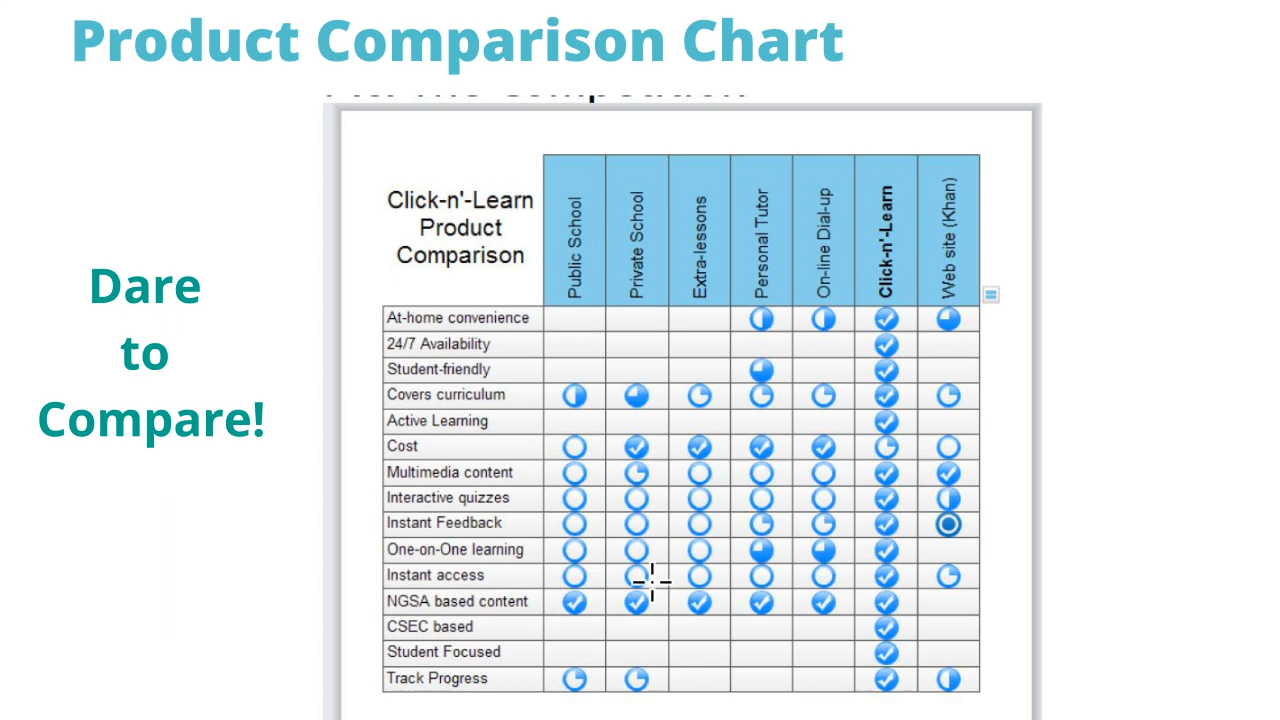 Product Comparison Chart
Dare
to
Compare!
Click-n'-Learn
Product
Comparison
Public School
Private School
Extra-lessons
Personal Tutor
On-line Dial-up
Click-n'-Learn
Web site (Khan)
At-home convenience
24/7 Availability
Student-friendly
Covers curriculum
Active Learning
Cost
Multimedia content
Interactive quizzes
Instant Feedback
One-on-One learning
Instant access
NGSA based content
CSEC based
Student Focused
Track Progress